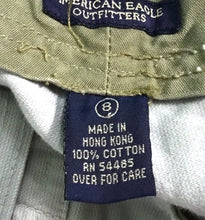 AMERICAN EAGLE
OUTFITTERS
8
MADE IN
HONG KONG
100% COTTON
RN 54485
OVER FOR CARE